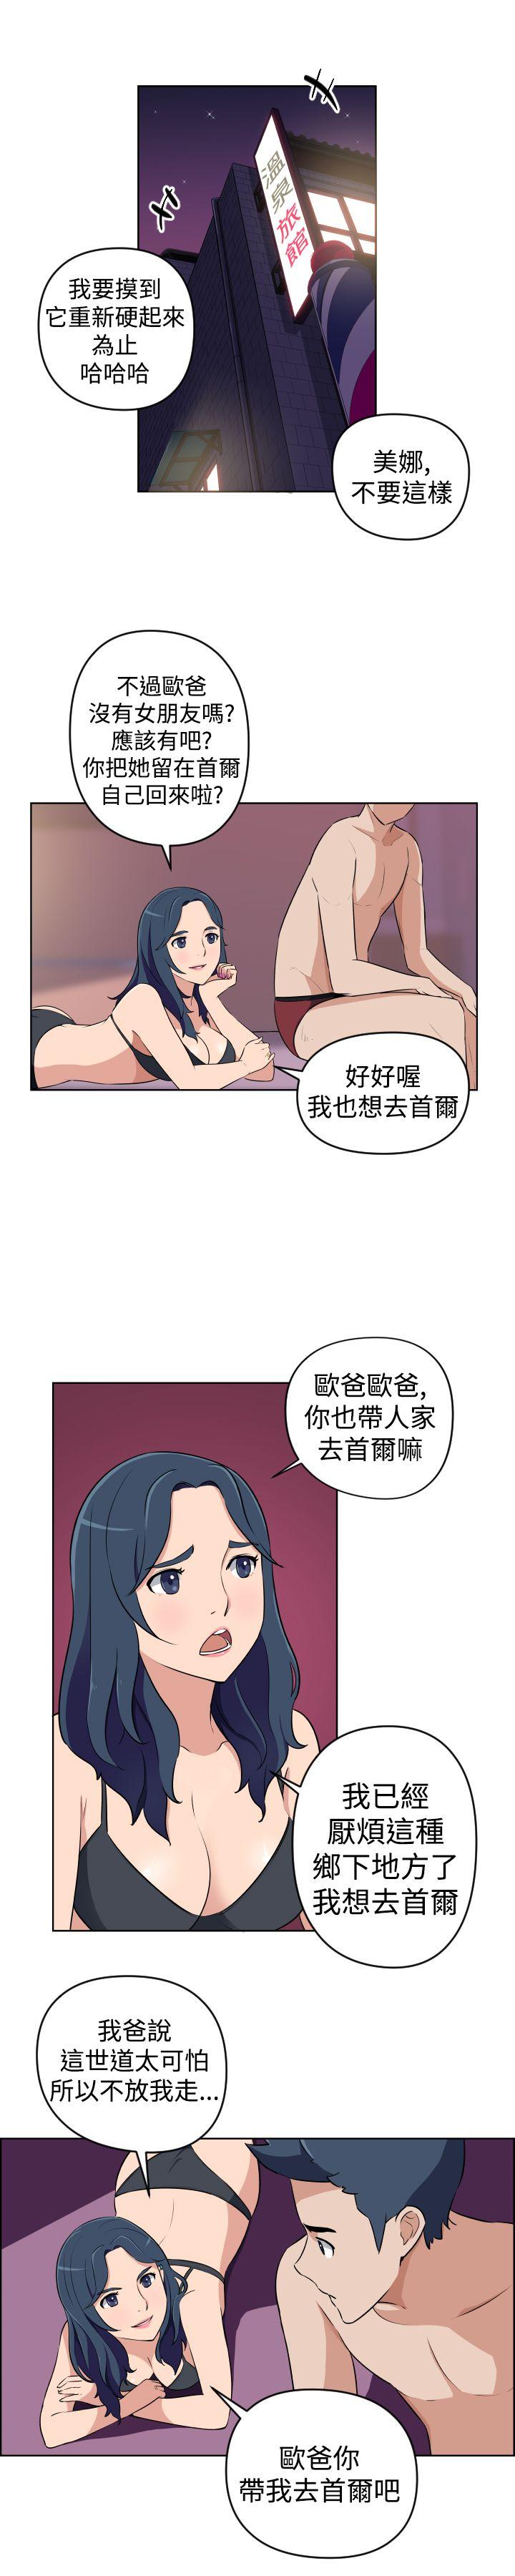 溫泉
旅館
我要摸到
它重新硬起來
為止
哈哈哈
美娜,
不要這樣
不過歐爸
沒有女朋友嗎?
應該有吧?
你把她留在首爾
自己回來啦?
好好喔
我也想去首爾
歐爸歐爸,
你也帶人家
去首爾嘛
我已經
厭煩這種
鄉下地方了
我想去首爾
我爸說
這世道太可怕
所以不放我走...
歐爸你
帶我去首爾吧